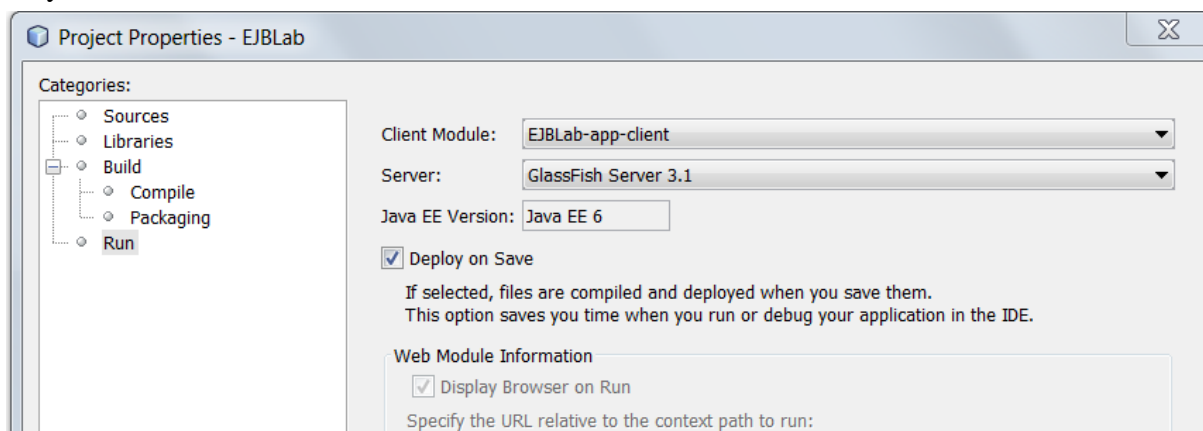 Project Properties - EJBLab
Categories:
Sources
Libraries
Build
Compile
Packaging
Run
Client Module: EJBLab-app-client
Server: GlassFish Server 3.1
Java EE Version: Java EE 6
Deploy on Save
If selected, files are compiled and deployed when you save them.
This option saves you time when you run or debug your application in the IDE.
Web Module Information
Display Browser on Run
Specify the URL relative to the context path to run: